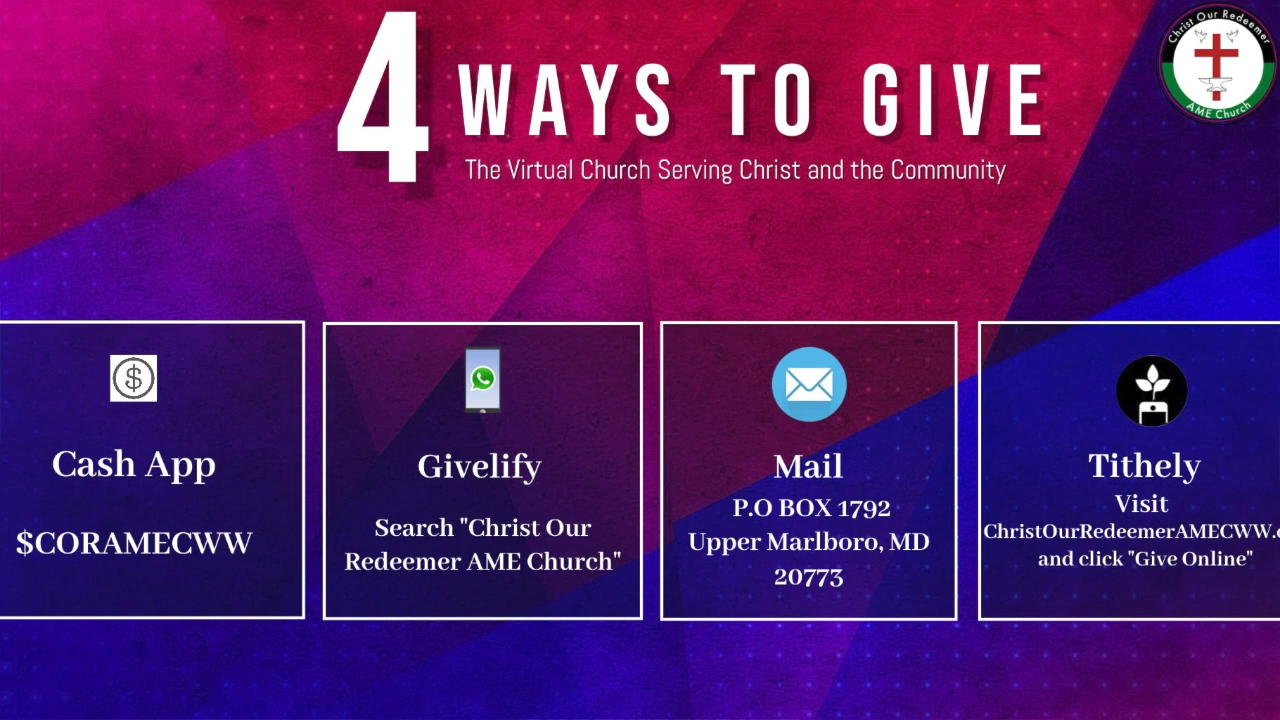 4 WAYS TO GIVE
The Virtual Church Serving Christ and the Community
Christ Our Redeemer
AME Church
$
Cash App
$CORAMECWW
Givelify
Search "Christ Our
Redeemer AME Church"
Mail
P.O BOX 1792
Upper Marlboro, MD
20773
Tithely
Visit
ChristOurRedeemerAMECWW.
and click "Give Online"